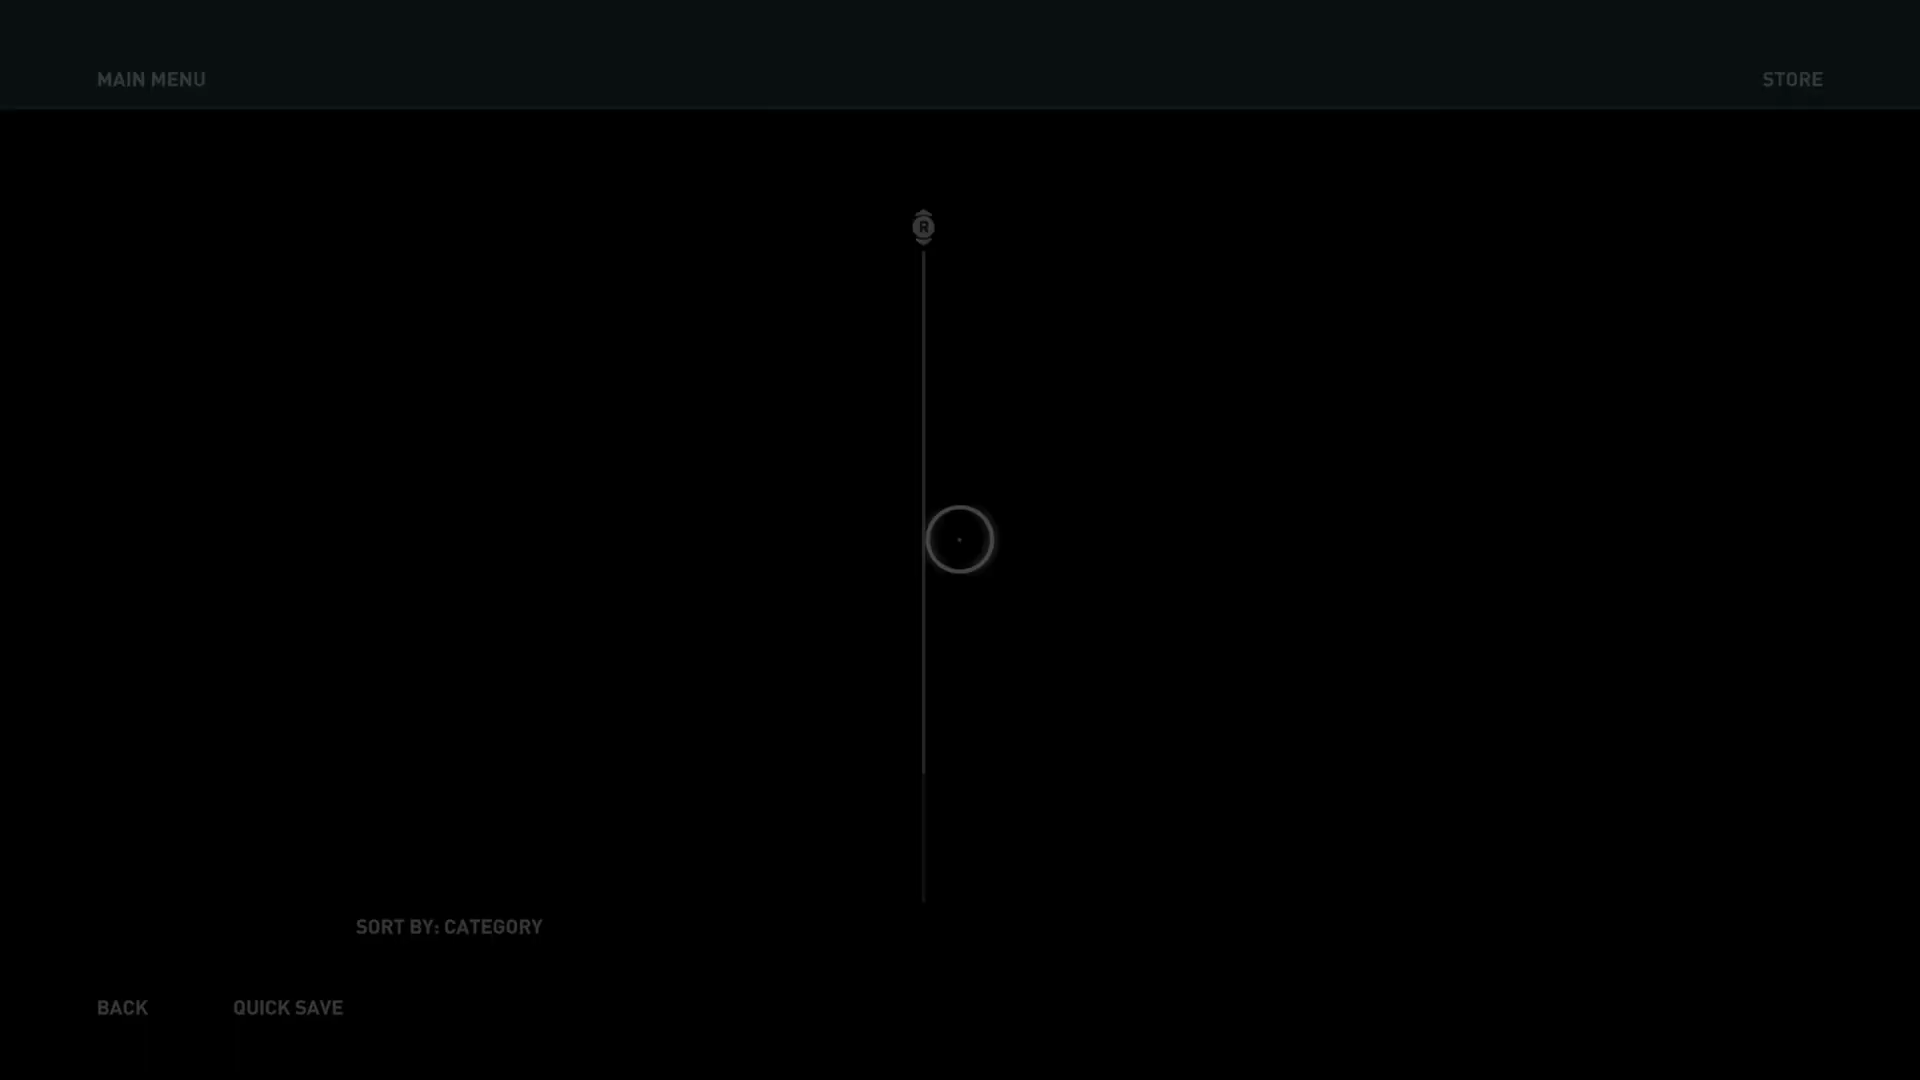 MAIN MENU
STORE
R
SORT BY: CATEGORY
BACK
QUICK SAVE